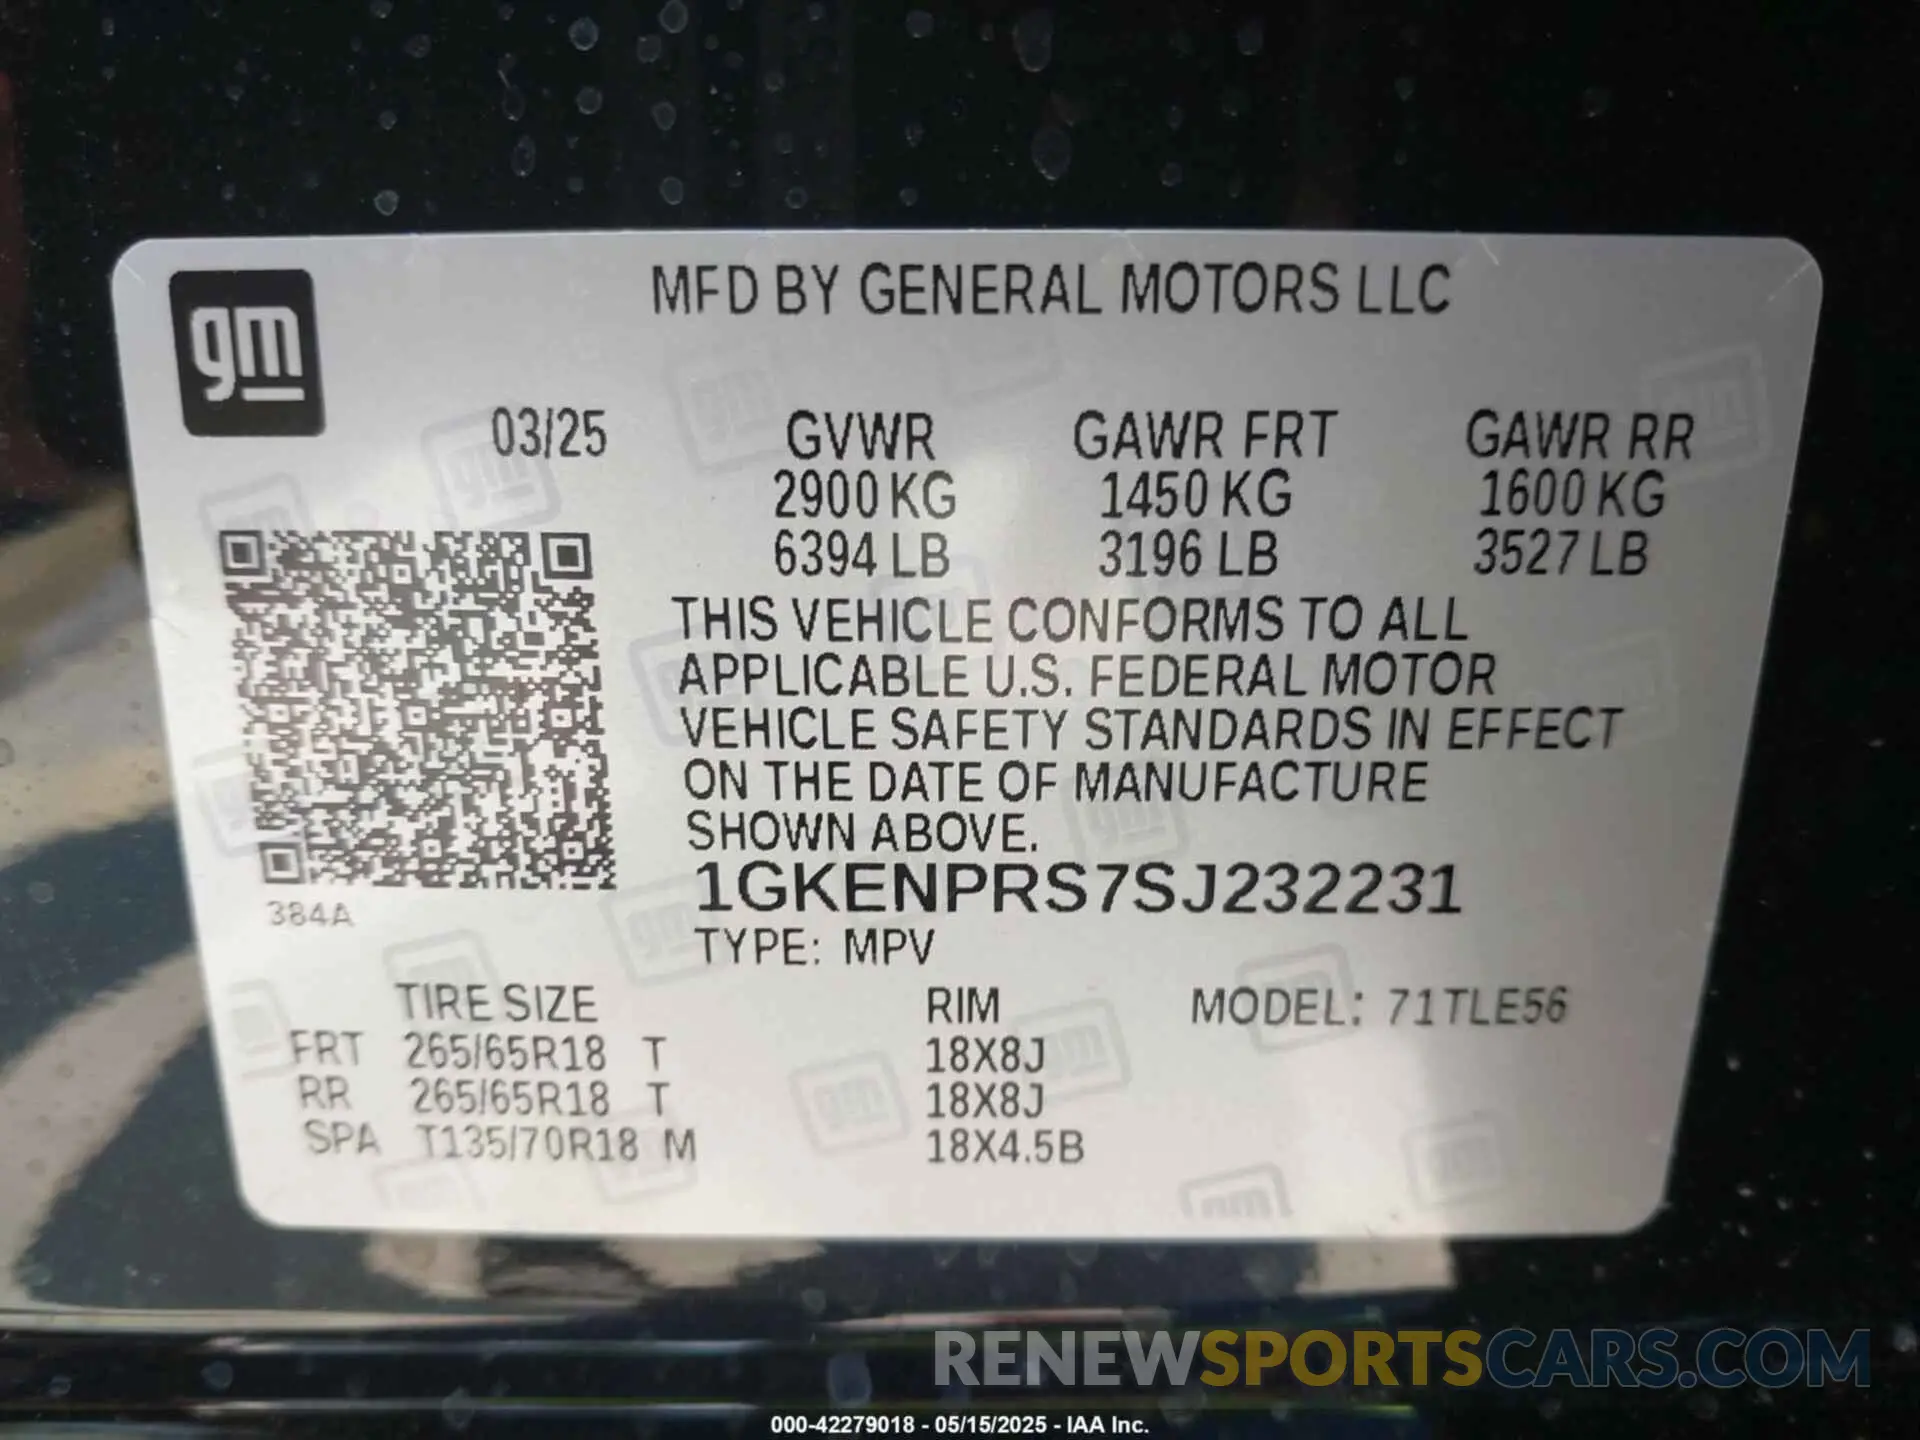 gm
MFD BY GENERAL MOTORS LLC
03/25 GVWR GAWR FRT GAWR RR
2900 KG 1450 KG 1600 KG
6394 LB 3196 LB 3527 LB
THIS VEHICLE CONFORMS TO ALL
APPLICABLE U.S. FEDERAL MOTOR
VEHICLE SAFETY STANDARDS IN EFFECT
ON THE DATE OF MANUFACTURE
SHOWN ABOVE.
1GKENPRS7SJ232231
384A
TYPE: MPV
TIRE SIZE RIM MODEL: 71TLE56
FRT 265/65R18 T 18X8J
RR 265/65R18 T 18X8J
SPA T135/70R18 M 18X4.5B
RENEWSPORTSCARS.COM
000-42279018 - 05/15/2025 - IAA Inc.